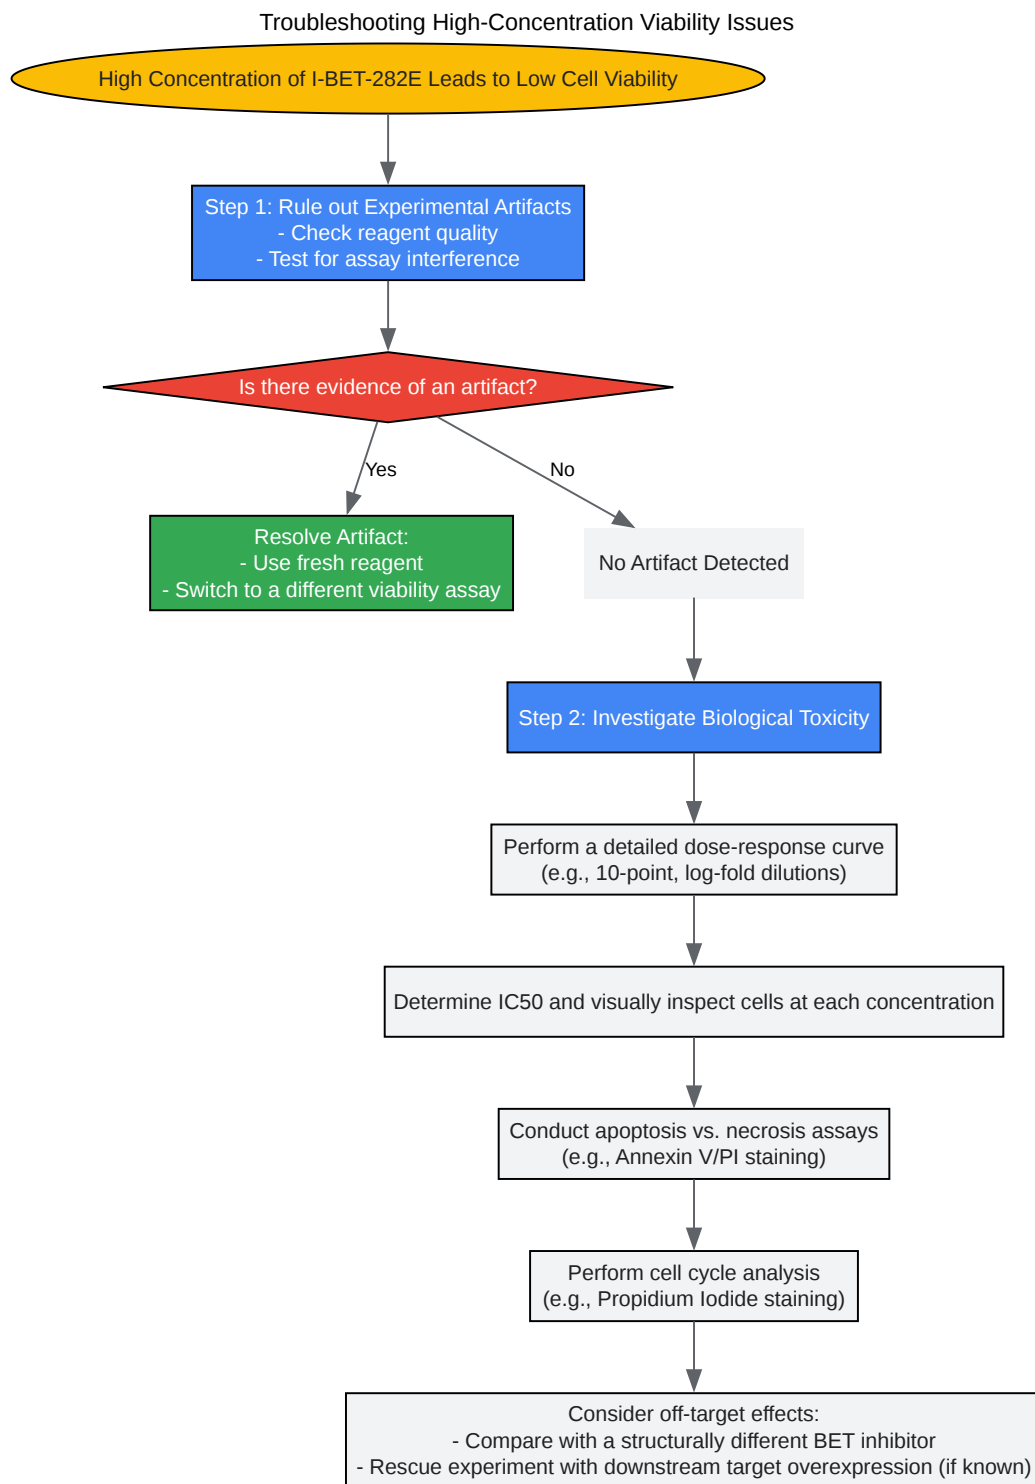 Troubleshooting High-Concentration Viability Issues
High Concentration of I-BET-282E Leads to Low Cell Viability
Step 1: Rule out Experimental Artifacts
- Check reagent quality
- Test for assay interference
Is there evidence of an artifact?
Yes
No
Resolve Artifact:
- Use fresh reagent
- Switch to a different viability assay
No Artifact Detected
Step 2: Investigate Biological Toxicity
Perform a detailed dose-response curve
(e.g., 10-point, log-fold dilutions)
Determine IC50 and visually inspect cells at each concentration
Conduct apoptosis vs. necrosis assays
(e.g., Annexin V/PI staining)
Perform cell cycle analysis
(e.g., Propidium Iodide staining)
Consider off-target effects:
- Compare with a structurally different BET inhibitor
- Rescue experiment with downstream target overexpression (if known)